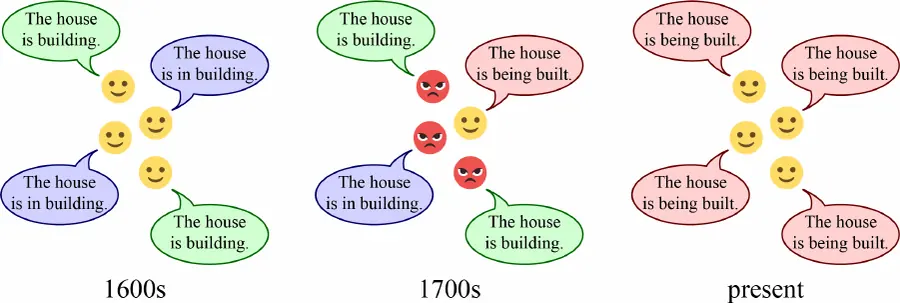 The house
is building.
The house
is in building.
The house
is in building.
The house
is building.
1600s
The house
is building.
The house
is being built.
The house
is in building.
The house
is building.
1700s
The house
is being built.
The house
is being built.
The house
is being built.
The house
is being built.
present